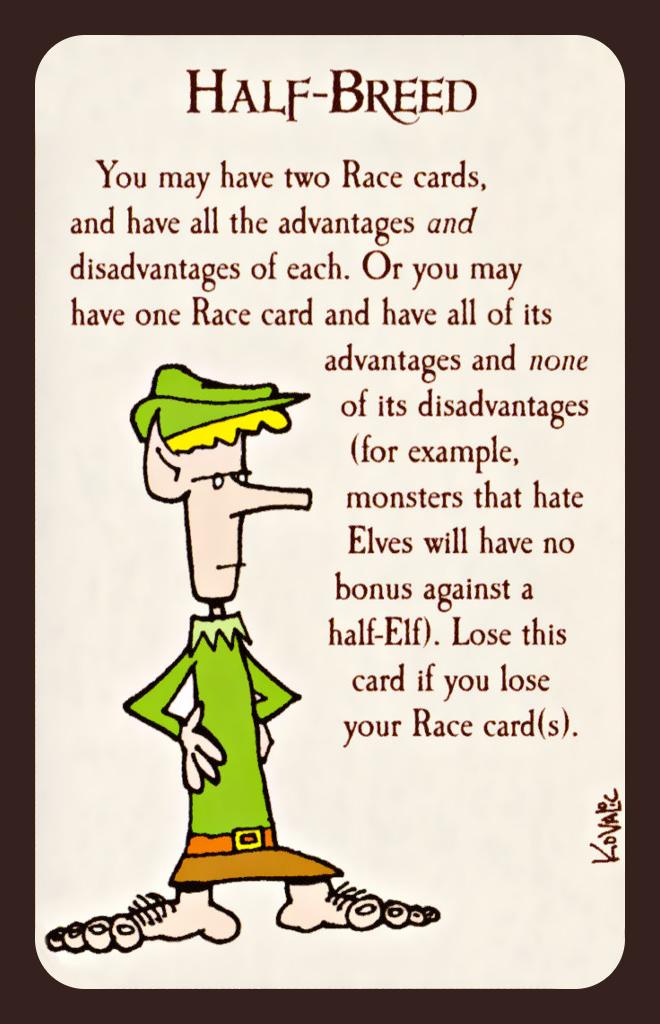 HALF-BREED
You may have two Race cards,
and have all the advantages and
disadvantages of each. Or you may
have one Race card and have all of its
advantages and none
of its disadvantages
(for example,
monsters that hate
Elves will have no
bonus against a
half-Elf). Lose this
card if you lose
your Race card(s).
KOVALIC